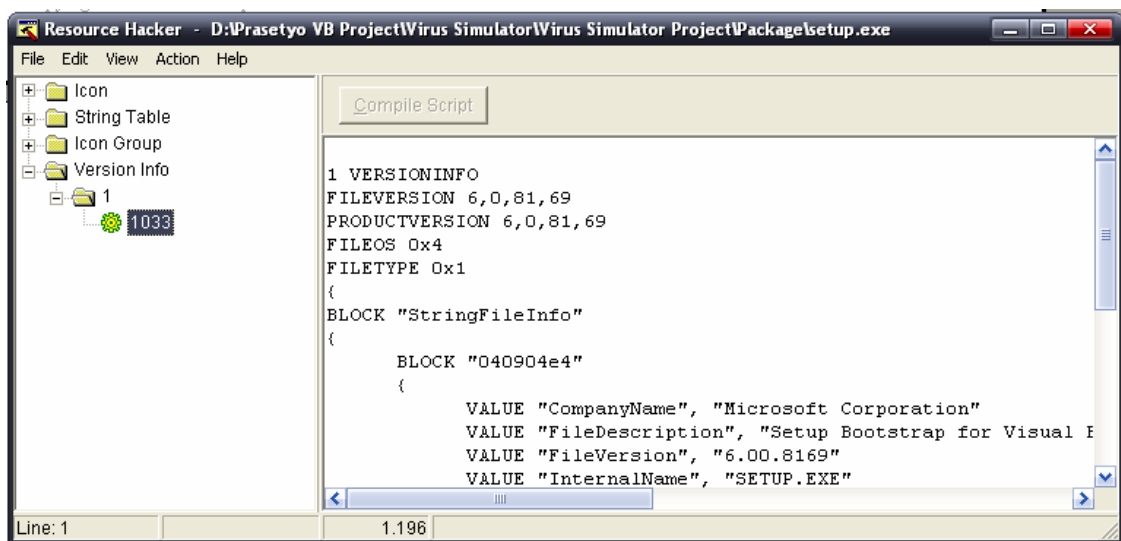 Resource Hacker - D:\Prasetyo VB Project\Virus Simulator\Virus Simulator Project\Package\setup.exe
File Edit View Action Help
Icon
String Table
Icon Group
Version Info
1
1033
Compile Script
1 VERSIONINFO
FILEVERSION 6,0,81,69
PRODUCTVERSION 6,0,81,69
FILEOS 0x4
FILETYPE 0x1
{
BLOCK "StringFileInfo"
{
BLOCK "040904e4"
{
VALUE "CompanyName", "Microsoft Corporation"
VALUE "FileDescription", "Setup Bootstrap for Visual
VALUE "FileVersion", "6.00.8169"
VALUE "InternalName", "SETUP.EXE"
Line: 1
1.196